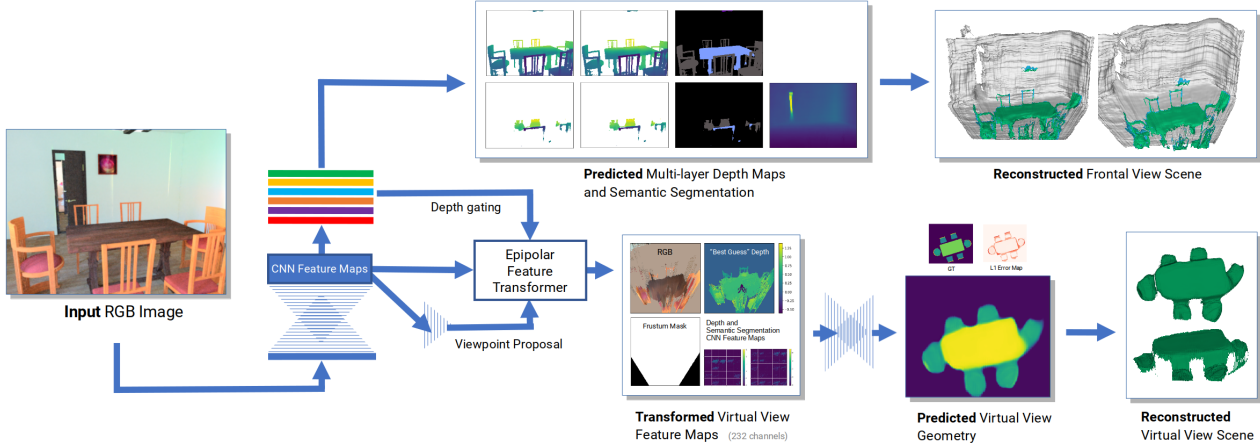 Input RGB Image
CNN Feature Maps
Depth gating
Epipolar
Feature
Transformer
Viewpoint Proposal
Predicted Multi-layer Depth Maps
and Semantic Segmentation
Reconstructed Frontal View Scene
RGB
"Best Guess" Depth
Frustum Mask
Depth and
Semantic Segmentation
CNN Feature Maps
Transformed Virtual View
Feature Maps (232 channels)
GT
L1 Error Map
Predicted Virtual View
Geometry
Reconstructed
Virtual View Scene